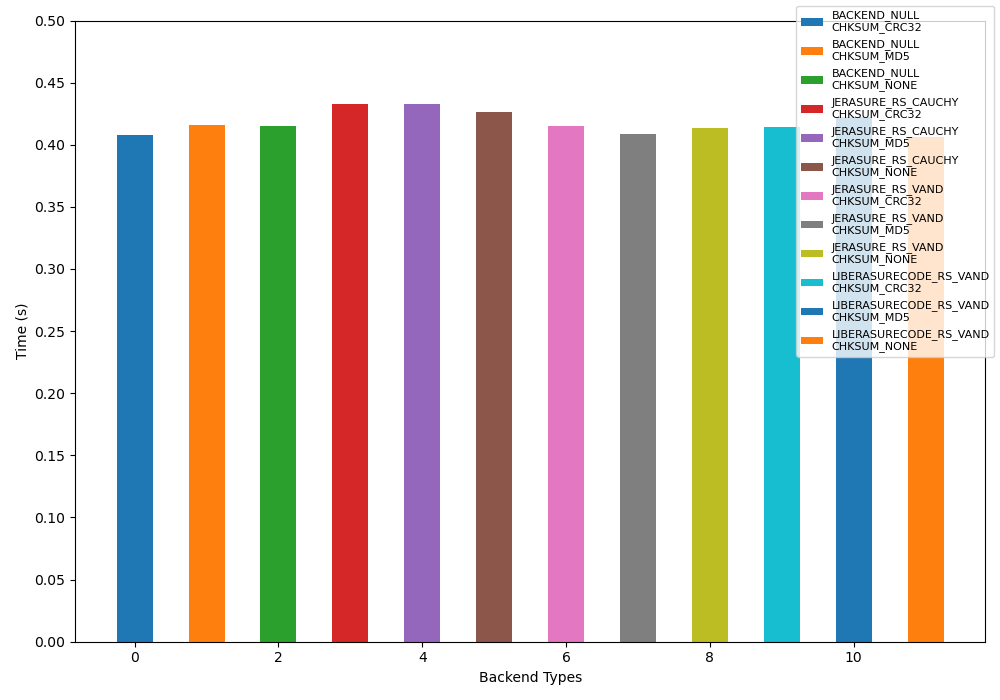 0.50
0.45
0.40
0.35
0.30
0.25
0.20
0.15
0.10
0.05
0.00
Time (s)
0 2 4 6 8 10
Backend Types
BACKEND_NULL
CHKSUM_CRC32
BACKEND_NULL
CHKSUM_MD5
BACKEND_NULL
CHKSUM_NONE
JERASURE_RS_CAUCHY
CHKSUM_CRC32
JERASURE_RS_CAUCHY
CHKSUM_MD5
JERASURE_RS_CAUCHY
CHKSUM_NONE
JERASURE_RS_VAND
CHKSUM_CRC32
JERASURE_RS_VAND
CHKSUM_MD5
JERASURE_RS_VAND
CHKSUM_NONE
LIBERASURECODE_RS_VAND
CHKSUM_CRC32
LIBERASURECODE_RS_VAND
CHKSUM_MD5
LIBERASURECODE_RS_VAND
CHKSUM_NONE